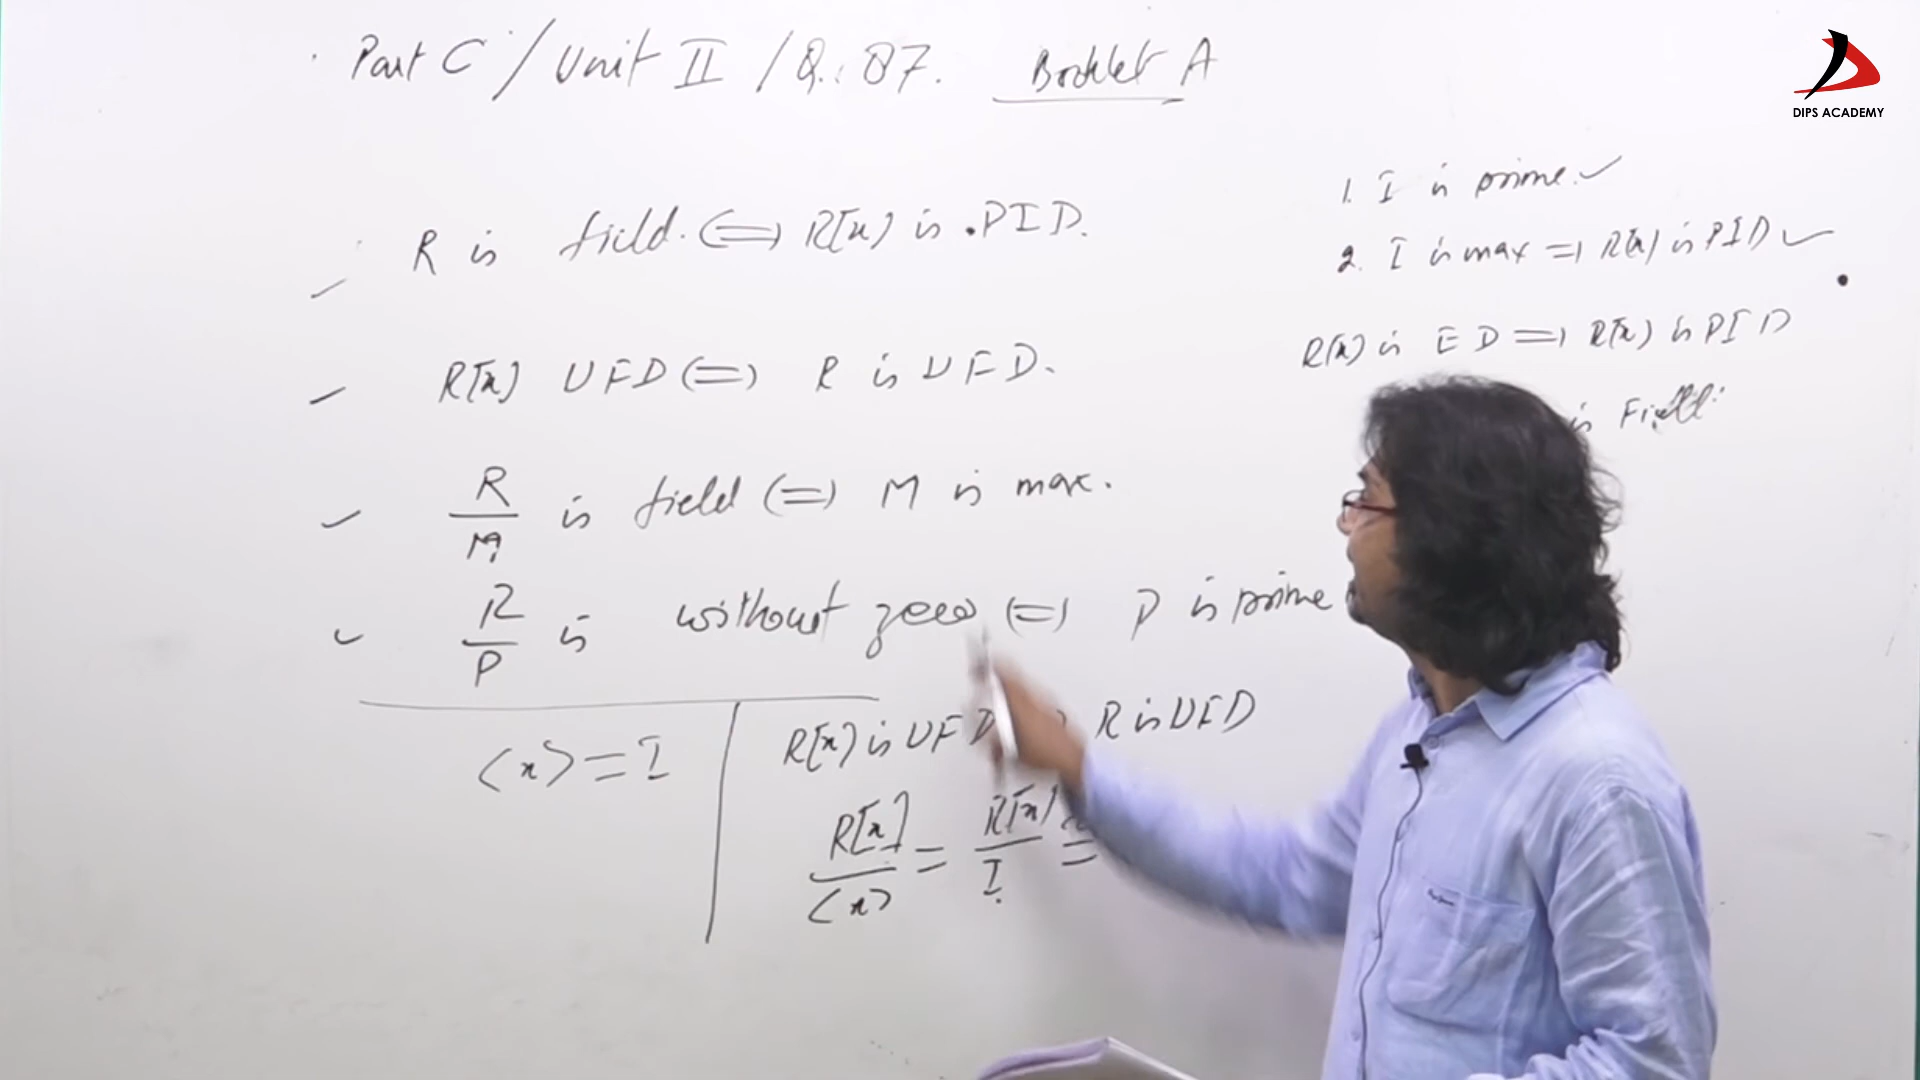 Part C / Unit II / Q. 87. Booklet A
DIPS ACADEMY
R is field. ⟺ R[x] is .PID.
R[x] UFD ⟺ R is UFD.
R/M is field ⟺ M is max.
R/P is without zero ⟺ P is prime
⟨x⟩ = I
R[x] is UFD R is UFD
R[x]/⟨x⟩ = R[x]/I =
1. I is prime. ✓
2. I is max ⟹ R[x] is PID ✓
R[x] is ED ⟹ R[x] is PID
is Field.